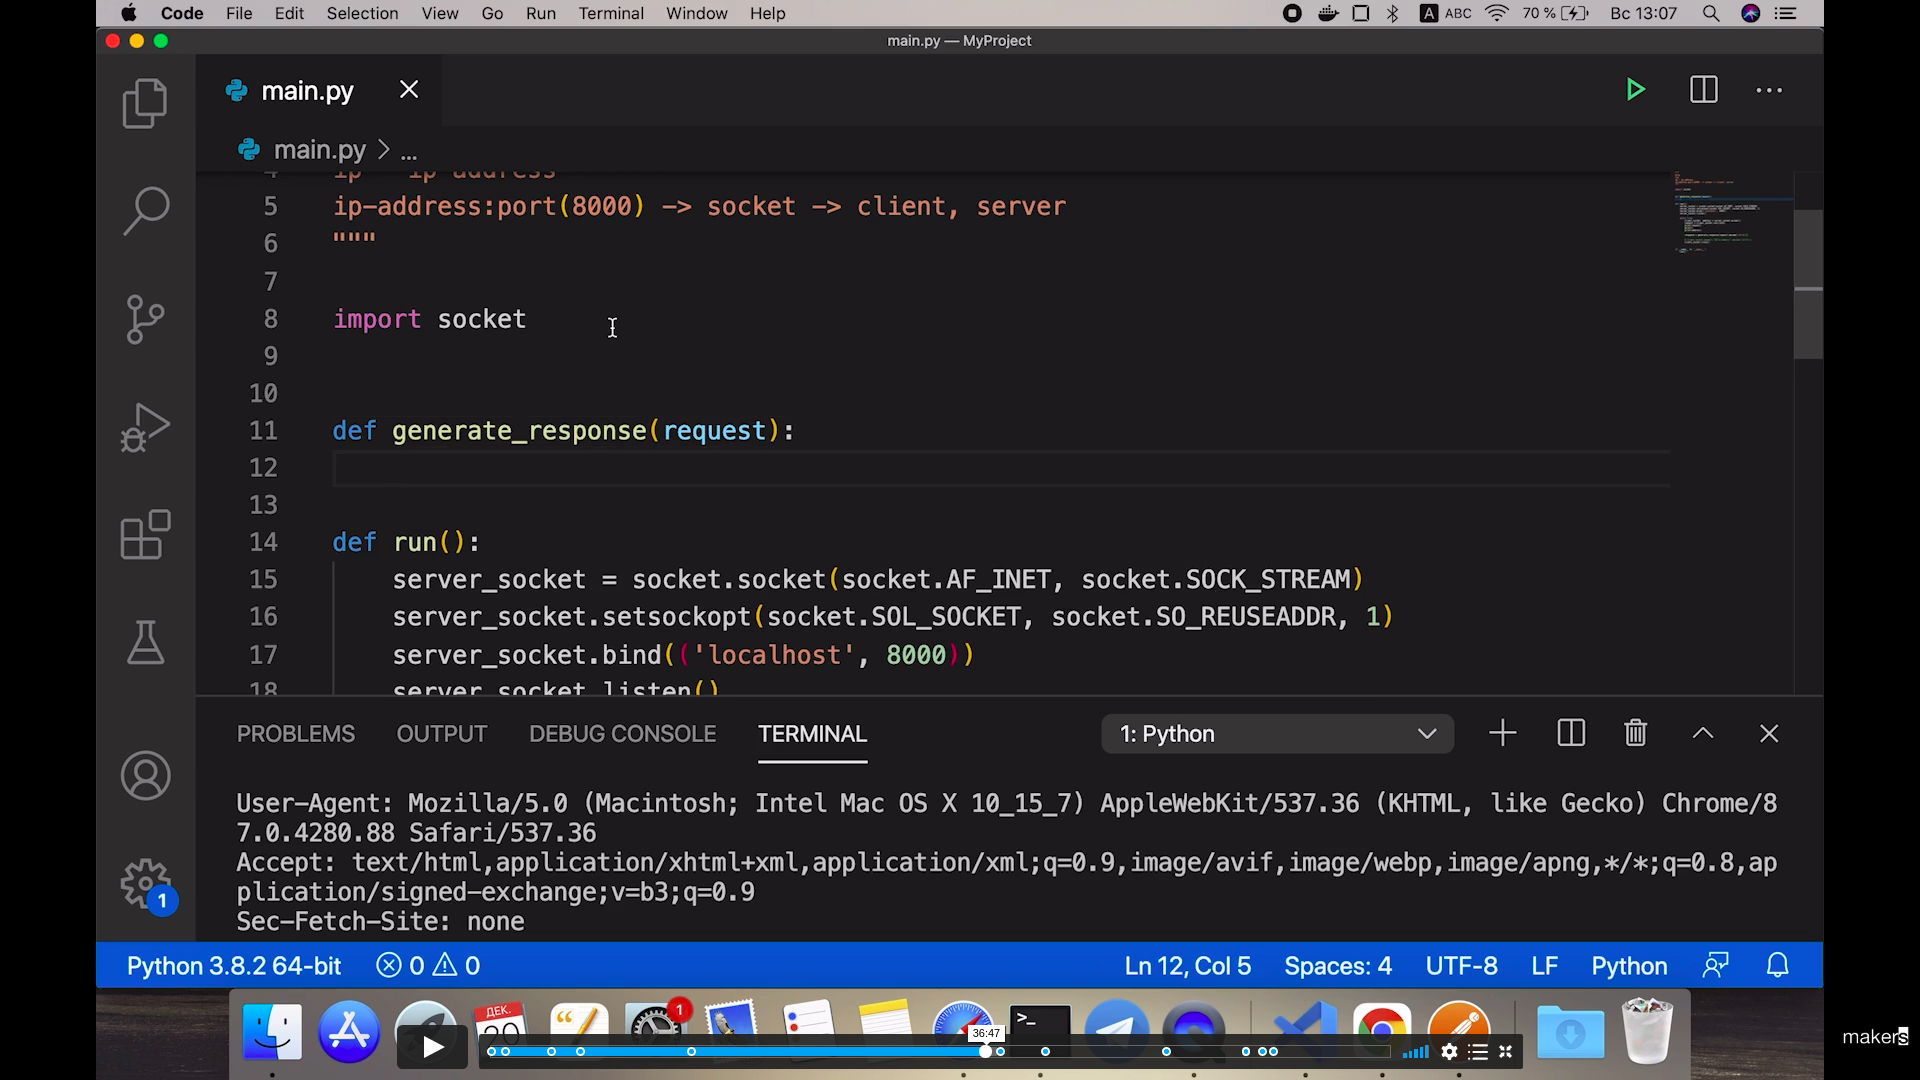 Code File Edit Selection View Go Run Terminal Window Help A ABC 70 % Вс 13:07
main.py — MyProject
main.py
main.py > ...
4 ip - ip address
5 ip-address:port(8000) -> socket -> client, server
6 """
7
8 import socket
9
10
11 def generate_response(request):
12
13
14 def run():
15 server_socket = socket.socket(socket.AF_INET, socket.SOCK_STREAM)
16 server_socket.setsockopt(socket.SOL_SOCKET, socket.SO_REUSEADDR, 1)
17 server_socket.bind(('localhost', 8000))
18 server_socket.listen()
PROBLEMS OUTPUT DEBUG CONSOLE TERMINAL 1: Python
User-Agent: Mozilla/5.0 (Macintosh; Intel Mac OS X 10_15_7) AppleWebKit/537.36 (KHTML, like Gecko) Chrome/8
7.0.4280.88 Safari/537.36
Accept: text/html,application/xhtml+xml,application/xml;q=0.9,image/avif,image/webp,image/apng,*/*;q=0.8,ap
plication/signed-exchange;v=b3;q=0.9
Sec-Fetch-Site: none
1
Python 3.8.2 64-bit 0 0 Ln 12, Col 5 Spaces: 4 UTF-8 LF Python
ДЕК.
1
>_
36:47
makers